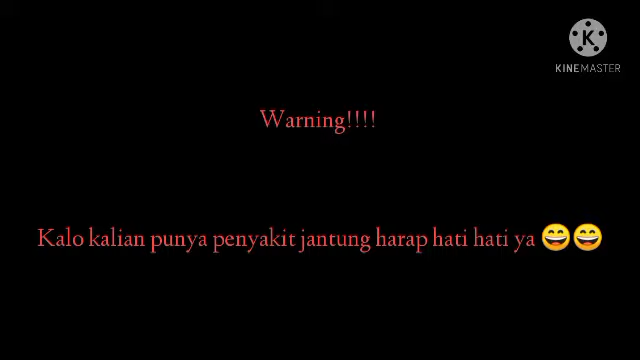 KINEMASTER
Warning!!!!
Kalo kalian punya penyakit jantung harap hati hati ya 😄😄